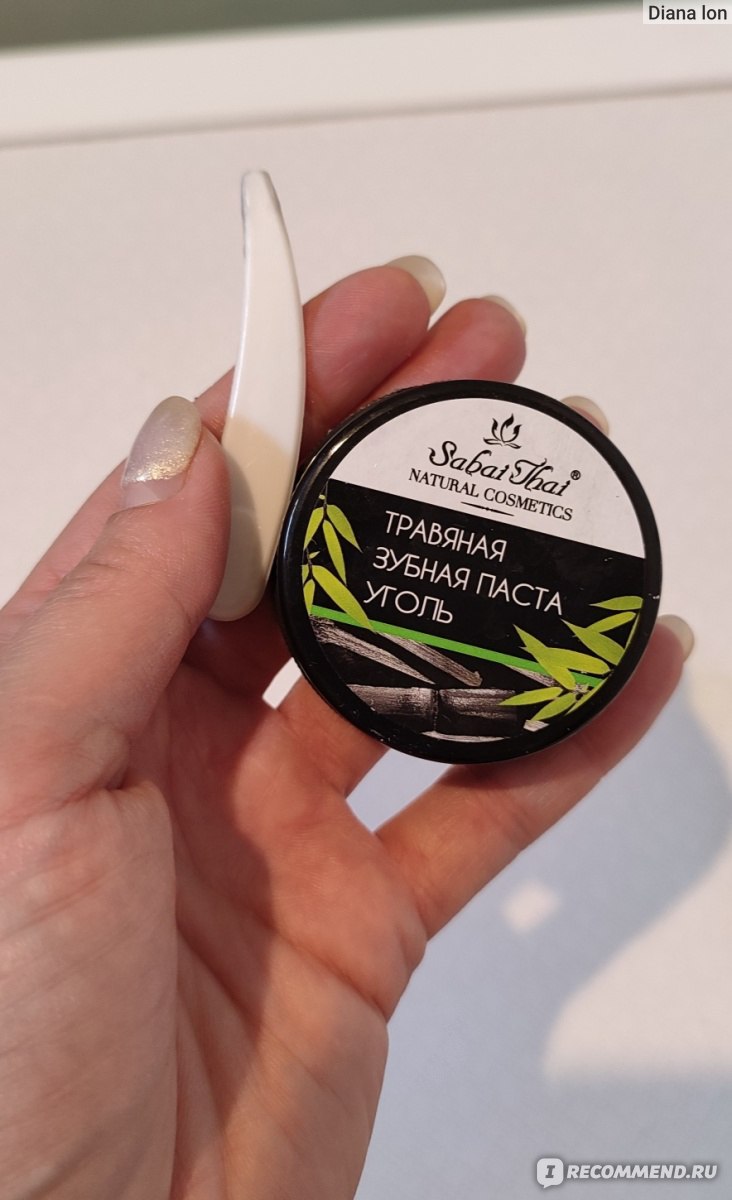 Diana Ion
Sabai Thai®
NATURAL COSMETICS
ТРАВЯНАЯ
ЗУБНАЯ ПАСТА
УГОЛЬ
I RECOMMEND.RU